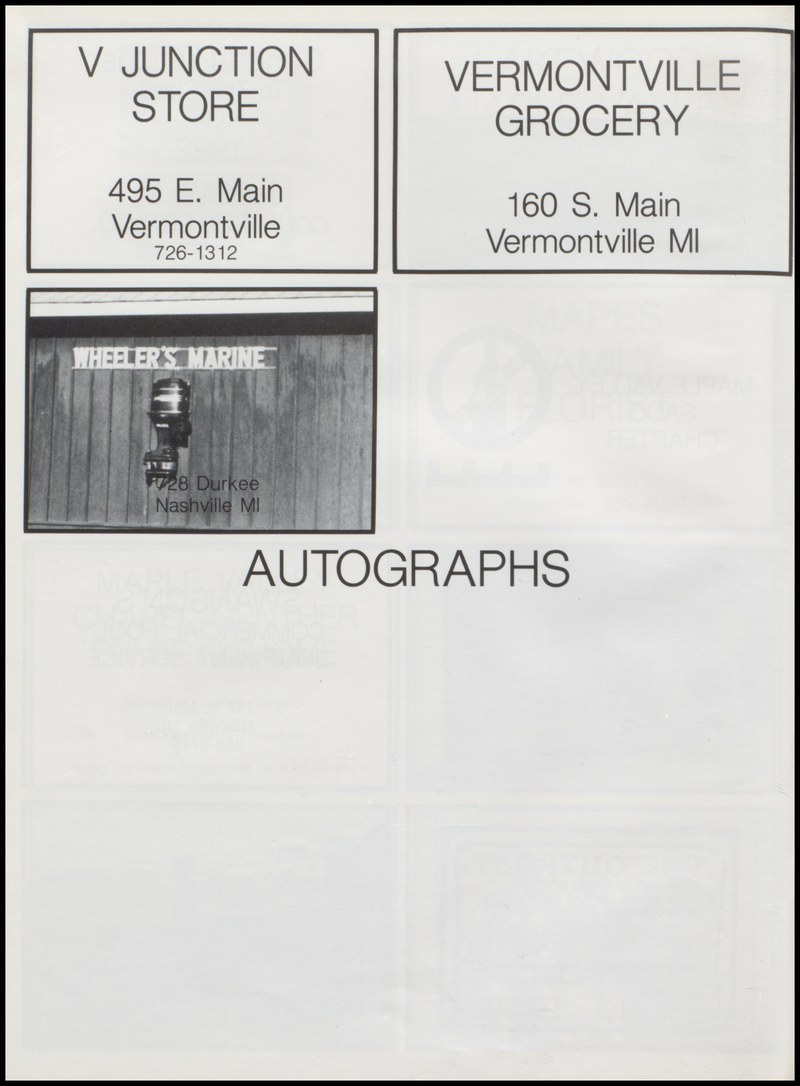 V JUNCTION
STORE
495 E. Main
Vermontville
726-1312
VERMONTVILLE
GROCERY
160 S. Main
Vermontville MI
WHEELER'S MARINE
728 Durkee
Nashville MI
AUTOGRAPHS